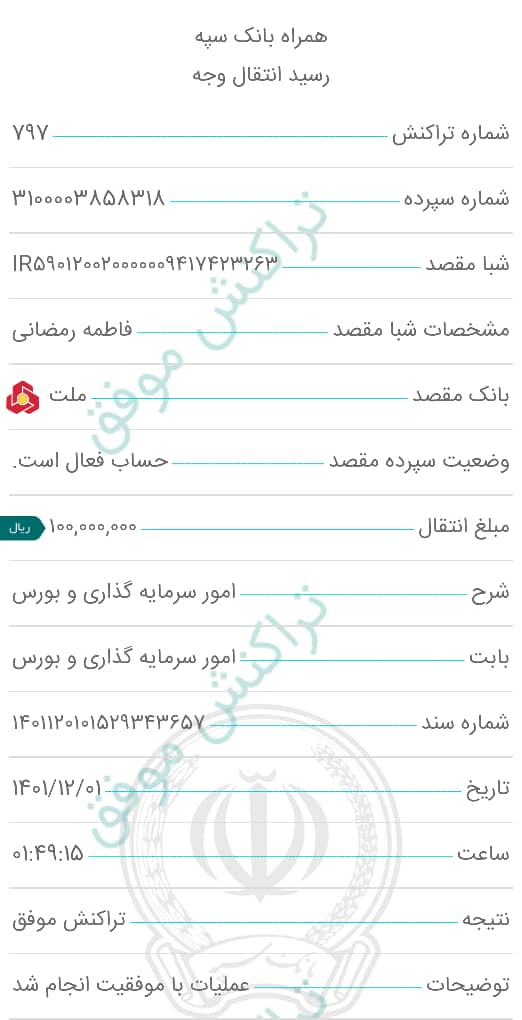 همراه بانک سپه
رسید انتقال وجه
شماره تراکنش ۷۹۷
شماره سپرده ۳۱۰۰۰۰۳۸۵۸۳۱۸
شبا مقصد IR۵۹۰۱۲۰۰۲۰۰۰۰۰۰۹۴۱۷۴۲۳۲۶۳
مشخصات شبا مقصد فاطمه رمضانی
بانک مقصد ملت
وضعیت سپرده مقصد حساب فعال است.
مبلغ انتقال ۱۰۰,۰۰۰,۰۰۰ ریال
شرح امور سرمایه گذاری و بورس
بابت امور سرمایه گذاری و بورس
شماره سند ۱۴۰۱۱۲۰۱۰۱۵۲۹۳۴۳۶۵۷
تاریخ ۱۴۰۱/۱۲/۰۱
ساعت ۰۱:۴۹:۱۵
نتیجه تراکنش موفق
توضیحات عملیات با موفقیت انجام شد
تراکنش موفق
تراکنش موفق
بانک سپه